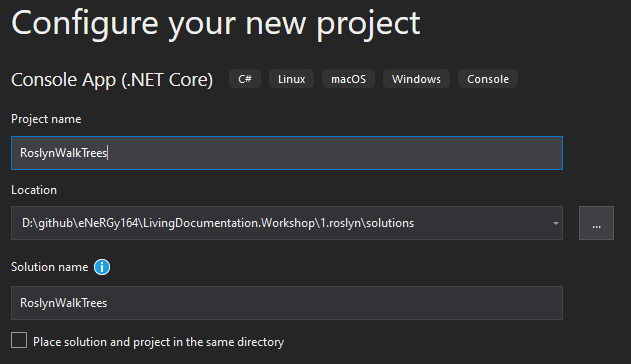 Configure your new project
Console App (.NET Core) C# Linux macOS Windows Console
Project name
RoslynWalkTrees
Location
D:\github\eNeRGy164\LivingDocumentation.Workshop\1.roslyn\solutions
...
Solution name
RoslynWalkTrees
Place solution and project in the same directory